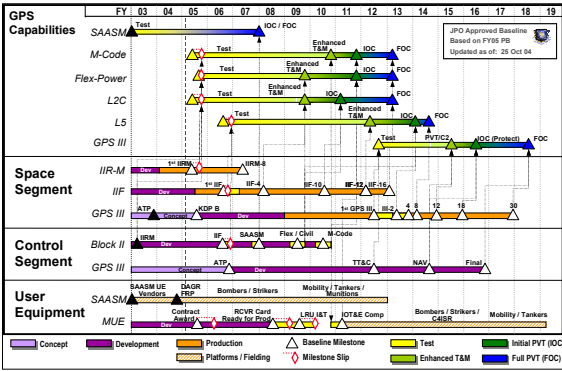 GPS
Capabilities
FY 03 04 05 06 07 08 09 10 11 12 13 14 15 16 17 18 19
JPO Approved Baseline
Based on FY05 PB
Updated as of: 25 Oct 04
SAASM Test IOC / FOC
M-Code Test Enhanced T&M IOC FOC
Flex-Power Test Enhanced T&M IOC FOC
L2C Test Enhanced T&M IOC FOC
L5 Test Enhanced T&M IOC FOC
GPS III Test PVT/C2 IOC (Protect) FOC
Space
Segment
IIR-M Dev 1st IIRM IIRM-8
IIF Dev 1st IIF IIF-4 IIF-10 IIF-12 IIF-16
GPS III ATP Concept KDP B Dev 1st GPS III III-2 4 8 12 18 30
Control
Segment
Block II IIRM Dev IIF SAASM Flex / Civil M-Code
GPS III Concept ATP Dev TT&C NAV Final
User
Equipment
SAASM SAASM UE Vendors DAGR FRP Bombers / Strikers Mobility / Tankers / Munitions
MUE Dev Contract Award RCVR Card Ready for Prod LRU I&T IOT&E Comp Bombers / Strikers / C4ISR Mobility / Tankers
Concept Development Production Baseline Milestone Test Initial PVT (IOC
Platforms / Fielding Milestone Slip Enhanced T&M Full PVT (FOC)